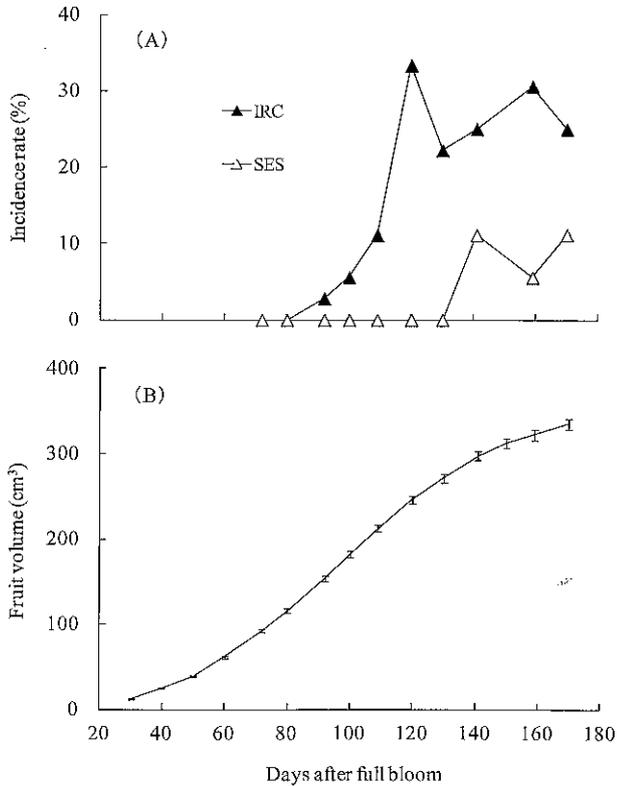 40
(A)
30
IRC
20
SES
10
0
Incidence rate (%)
400
(B)
300
200
100
0
Fruit volume (cm³)
20 40 60 80 100 120 140 160 180
Days after full bloom